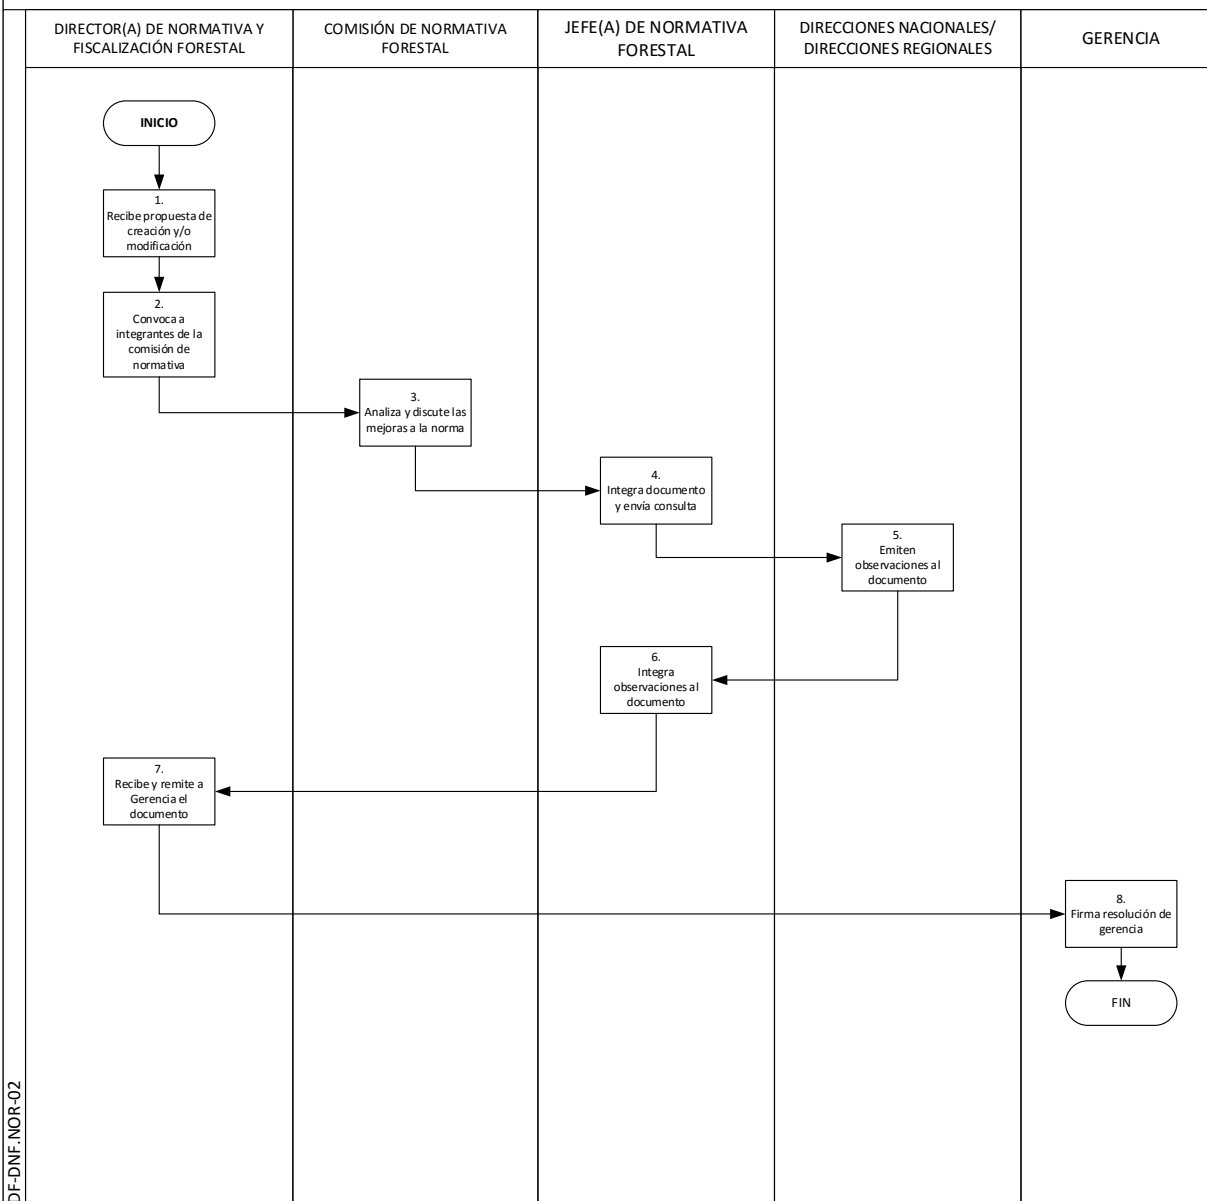 DIRECTOR(A) DE NORMATIVA Y
FISCALIZACIÓN FORESTAL
COMISIÓN DE NORMATIVA
FORESTAL
JEFE(A) DE NORMATIVA
FORESTAL
DIRECCIONES NACIONALES/
DIRECCIONES REGIONALES
GERENCIA
INICIO
1.
Recibe propuesta de
creación y/o
modificación
2.
Convoca a
integrantes de la
comisión de
normativa
3.
Analiza y discute las
mejoras a la norma
4.
Integra documento
y envía consulta
5.
Emiten
observaciones al
documento
6.
Integra
observaciones al
documento
7.
Recibe y remite a
Gerencia el
documento
8.
Firma resolución de
gerencia
FIN
DF-DNF.NOR-02